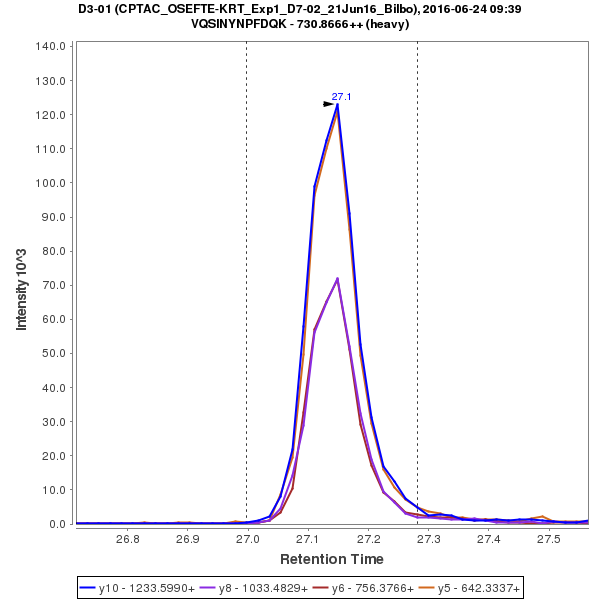 D3-01 (CPTAC_OSEFTE-KRT_Exp1_D7-02_21Jun16_Bilbo), 2016-06-24 09:39
VQSINYNPFDQK - 730.8666++ (heavy)
140.0
130.0
120.0
110.0
100.0
90.0
80.0
70.0
60.0
50.0
40.0
30.0
20.0
10.0
0.0
Intensity 10^3
27.1
26.8 26.9 27.0 27.1 27.2 27.3 27.4 27.5
Retention Time
y10 - 1233.5990+ y8 - 1033.4829+ y6 - 756.3766+ y5 - 642.3337+